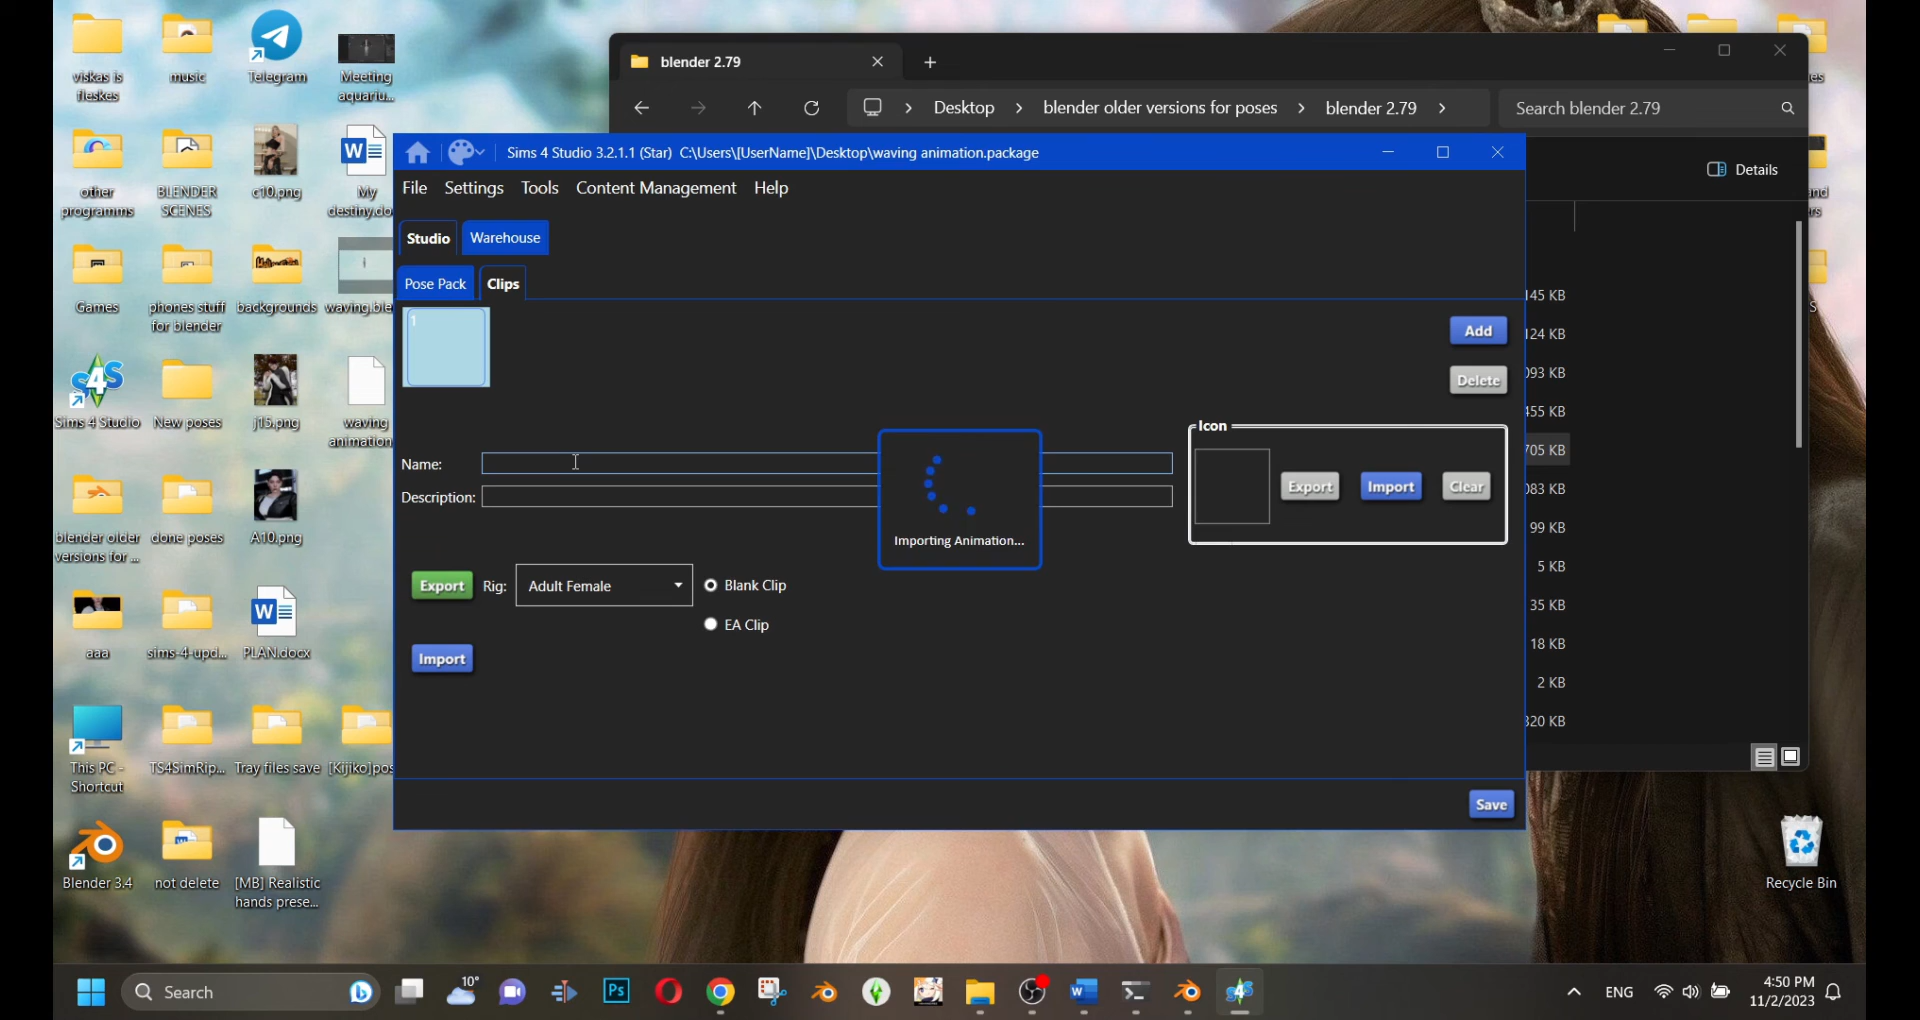 viskas is
fleskes
music
Telegram
Meeting
aquariu...
other
programms
BLENDER
SCENES
c10.png
My
destiny.do
Games
phones stuff
for blender
backgrounds
waving.ble
Sims 4 Studio
New poses
j15.png
waving
animation
blender older
versions for ...
done poses
A10.png
aaa
sims-4-upd...
PLAN.docx
This PC -
Shortcut
TS4SimRip...
Tray files save
[Kijiko]pos
Blender 3.4
not delete
[MB] Realistic
hands prese...
blender 2.79
Desktop
blender older versions for poses
blender 2.79
Search blender 2.79
Details
Sims 4 Studio 3.2.1.1 (Star) C:\Users\[UserName]\Desktop\waving animation.package
File Settings Tools Content Management Help
Studio Warehouse
Pose Pack Clips
1
Add
Delete
Icon
Name:
Description:
Export Import Clear
Importing Animation...
Export Rig: Adult Female Blank Clip
EA Clip
Import
Save
145 KB
124 KB
093 KB
455 KB
705 KB
083 KB
99 KB
5 KB
35 KB
18 KB
2 KB
320 KB
Recycle Bin
Search
10°
Ps
ENG
4:50 PM
11/2/2023